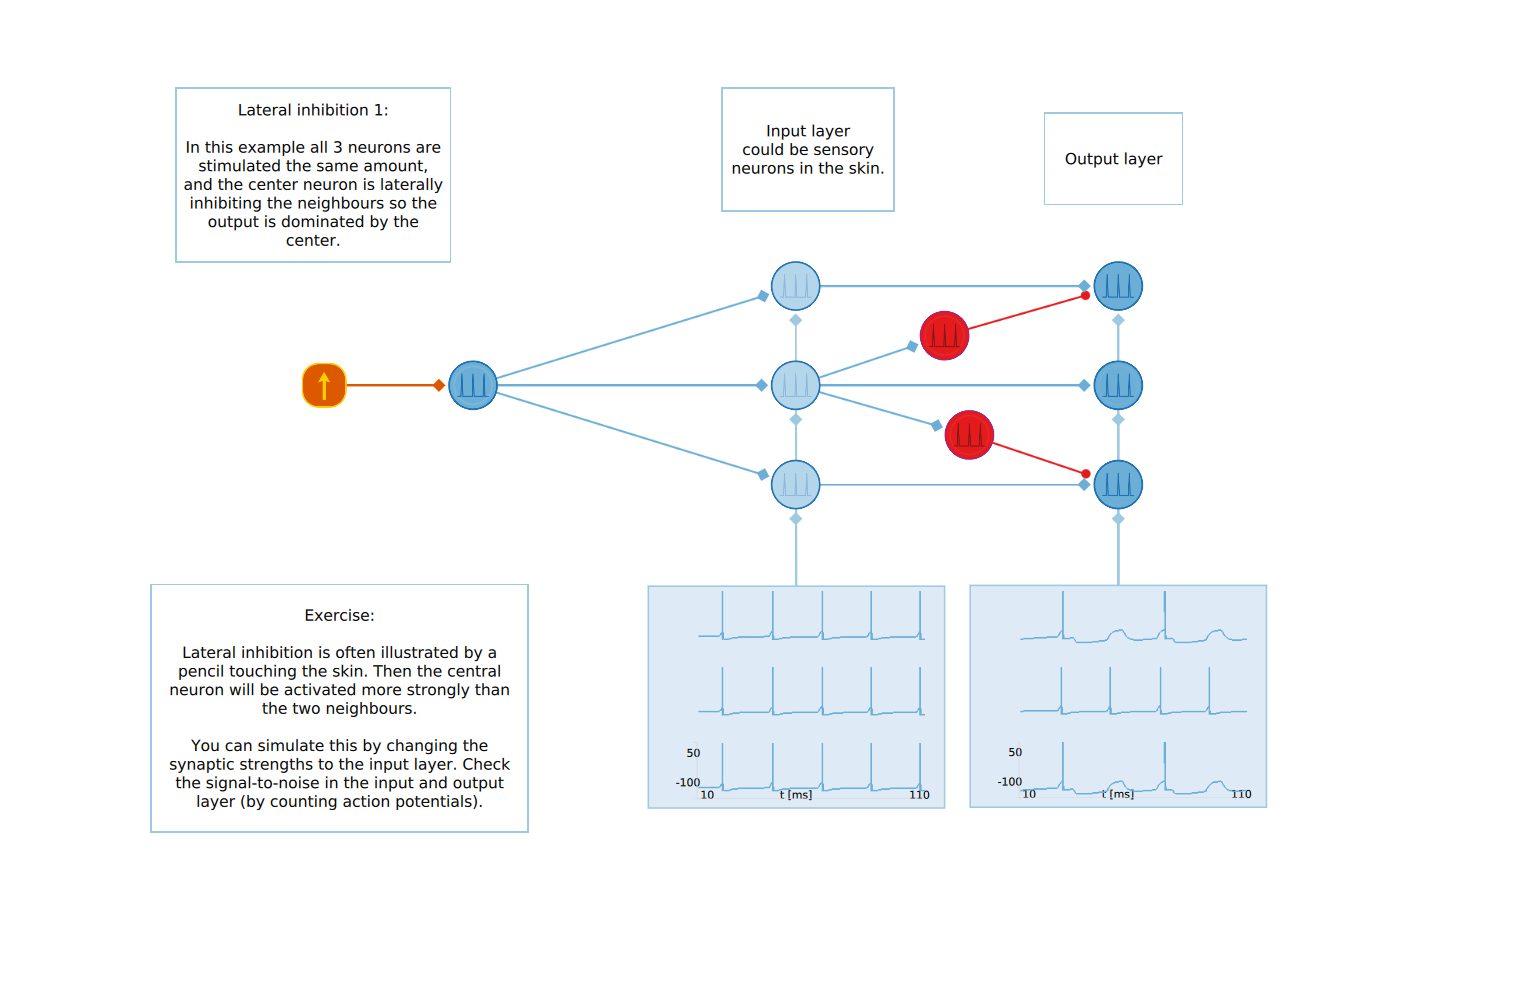 Lateral inhibition 1:
In this example all 3 neurons are
stimulated the same amount,
and the center neuron is laterally
inhibiting the neighbours so the
output is dominated by the
center.
Input layer
could be sensory
neurons in the skin.
Output layer
Exercise:
Lateral inhibition is often illustrated by a
pencil touching the skin. Then the central
neuron will be activated more strongly than
the two neighbours.
You can simulate this by changing the
synaptic strengths to the input layer. Check
the signal-to-noise in the input and output
layer (by counting action potentials).
50
-100
10 t [ms] 110
50
-100
10 t [ms] 110